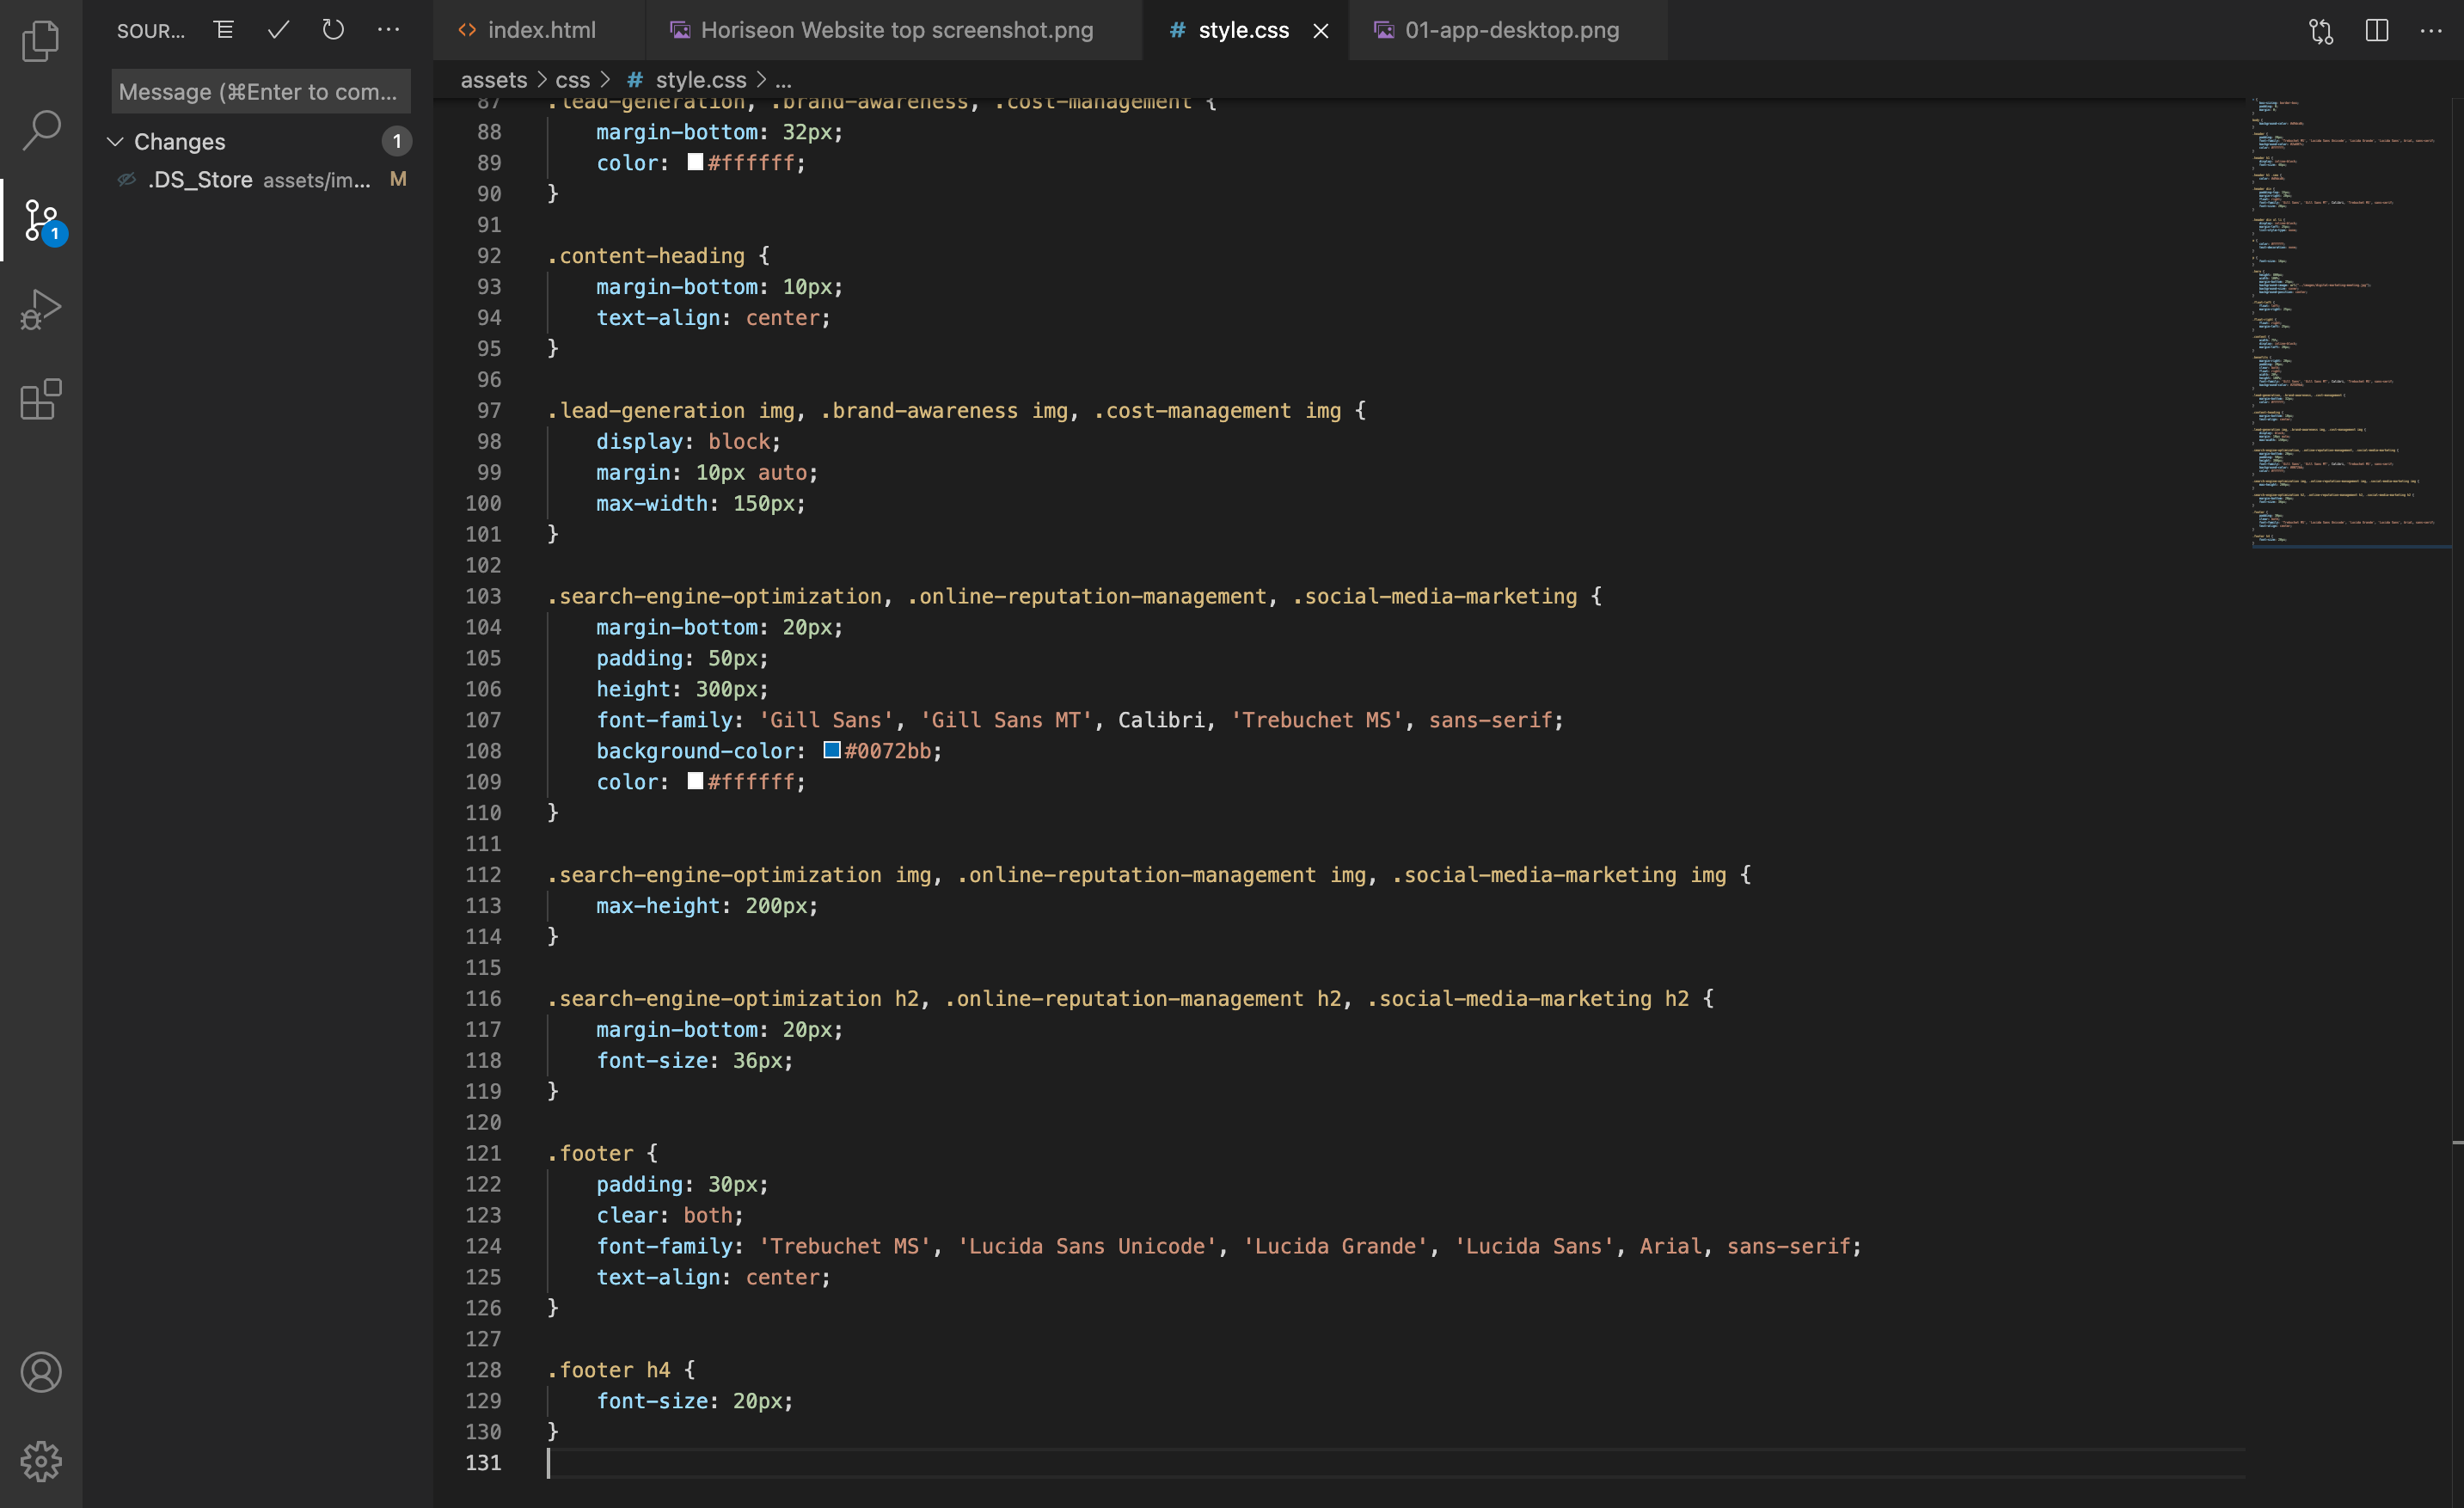 SOUR...
index.html
Horiseon Website top screenshot.png
# style.css
01-app-desktop.png
Message (⌘Enter to com...
Changes 1
.DS_Store assets/im... M
1
assets > css > # style.css > ...
87 .lead-generation, .brand-awareness, .cost-management {
88 margin-bottom: 32px;
89 color: #ffffff;
90 }
91
92 .content-heading {
93 margin-bottom: 10px;
94 text-align: center;
95 }
96
97 .lead-generation img, .brand-awareness img, .cost-management img {
98 display: block;
99 margin: 10px auto;
100 max-width: 150px;
101 }
102
103 .search-engine-optimization, .online-reputation-management, .social-media-marketing {
104 margin-bottom: 20px;
105 padding: 50px;
106 height: 300px;
107 font-family: 'Gill Sans', 'Gill Sans MT', Calibri, 'Trebuchet MS', sans-serif;
108 background-color: #0072bb;
109 color: #ffffff;
110 }
111
112 .search-engine-optimization img, .online-reputation-management img, .social-media-marketing img {
113 max-height: 200px;
114 }
115
116 .search-engine-optimization h2, .online-reputation-management h2, .social-media-marketing h2 {
117 margin-bottom: 20px;
118 font-size: 36px;
119 }
120
121 .footer {
122 padding: 30px;
123 clear: both;
124 font-family: 'Trebuchet MS', 'Lucida Sans Unicode', 'Lucida Grande', 'Lucida Sans', Arial, sans-serif;
125 text-align: center;
126 }
127
128 .footer h4 {
129 font-size: 20px;
130 }
131